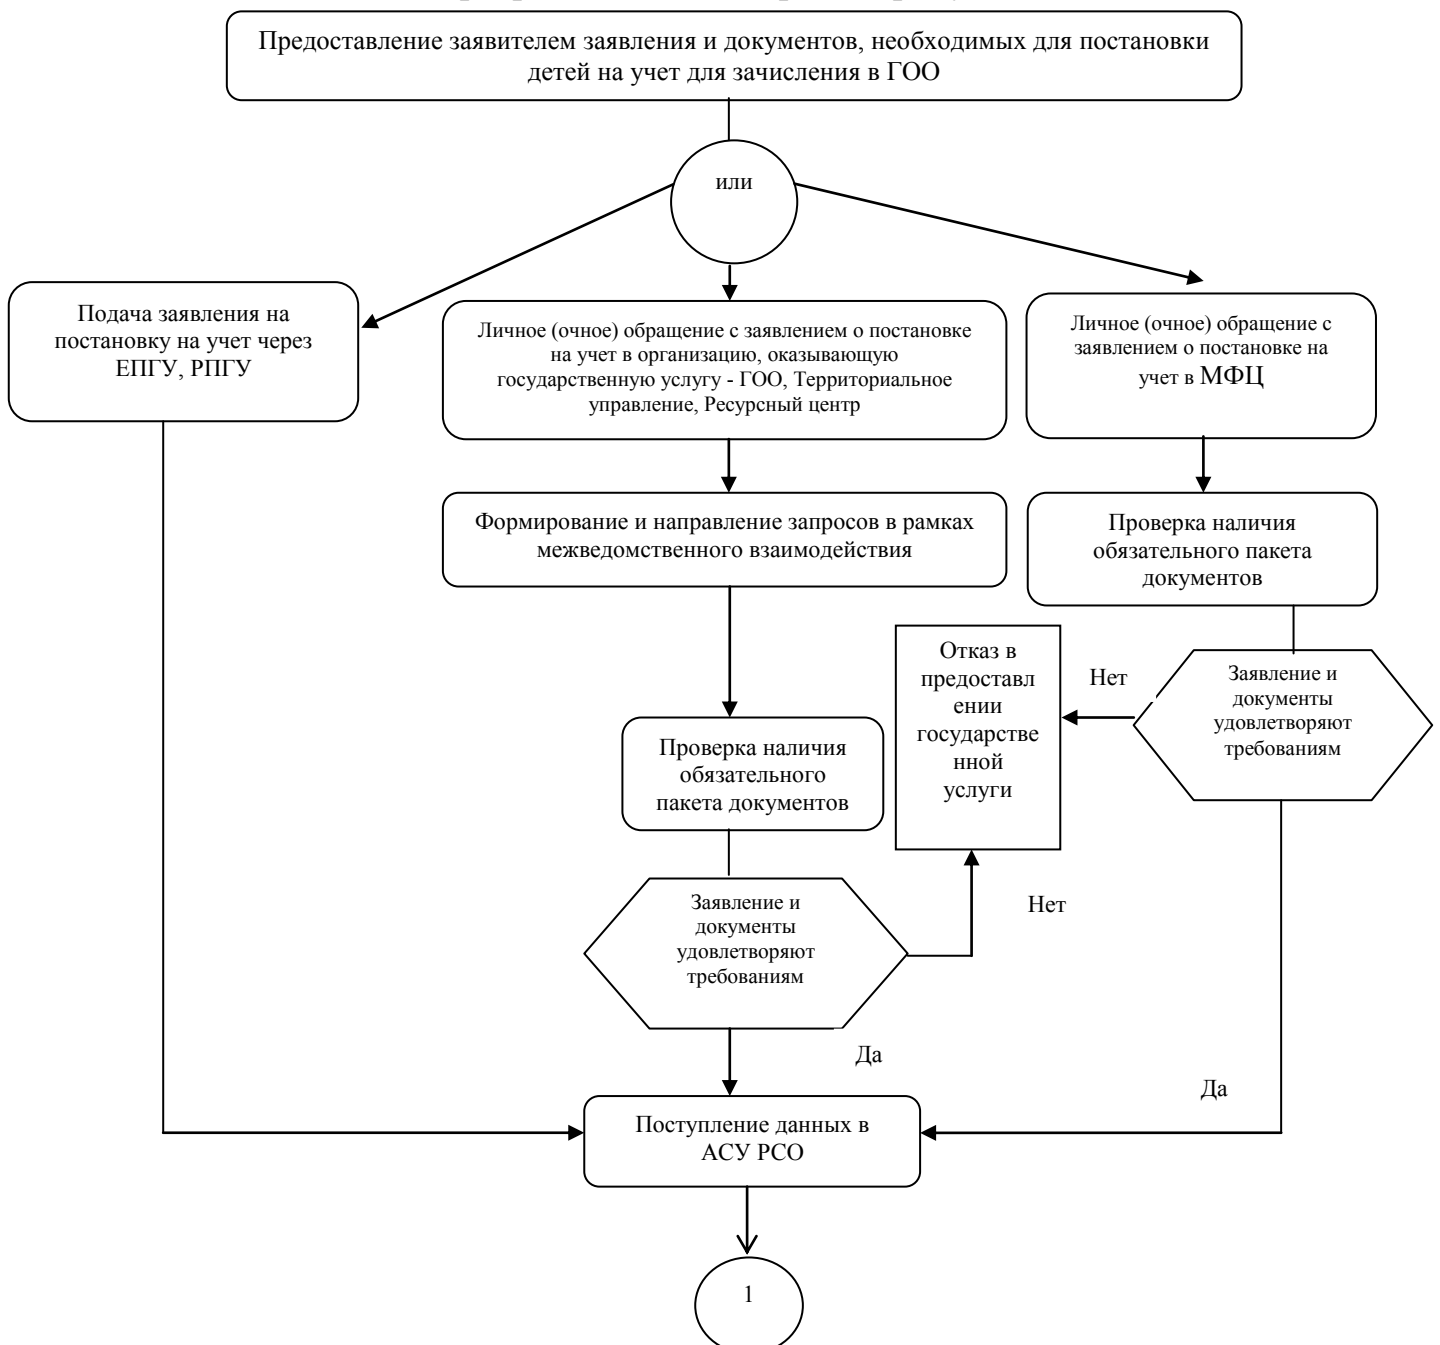 Предоставление заявителем заявления и документов, необходимых для постановки
детей на учет для зачисления в ГОО
или
Подача заявления на
постановку на учет через
ЕПГУ, РПГУ
Личное (очное) обращение с заявлением о постановке
на учет в организацию, оказывающую
государственную услугу - ГОО, Территориальное
управление, Ресурсный центр
Личное (очное) обращение с
заявлением о постановке на
учет в МФЦ
Формирование и направление запросов в рамках
межведомственного взаимодействия
Проверка наличия
обязательного пакета
документов
Отказ в
предоставл
ении
государстве
нной
услуги
Нет
Заявление и
документы
удовлетворяют
требованиям
Проверка наличия
обязательного
пакета документов
Заявление и
документы
удовлетворяют
требованиям
Нет
Да
Да
Поступление данных в
АСУ РСО
1